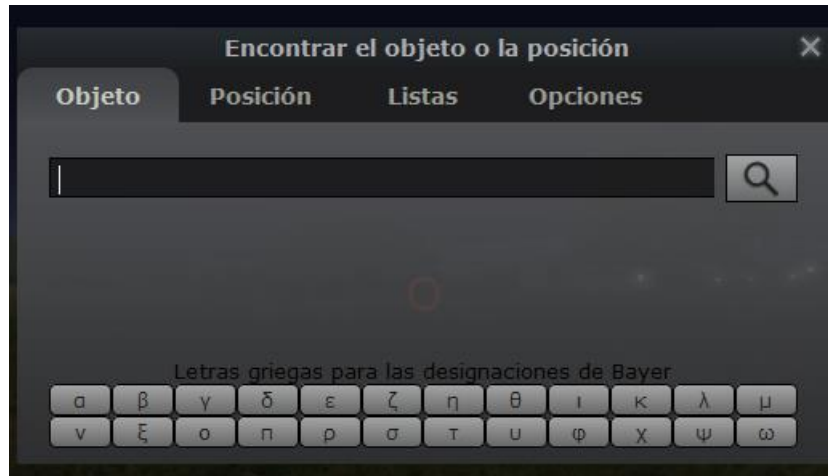 Encontrar el objeto o la posición
Objeto Posición Listas Opciones
Letras griegas para las designaciones de Bayer
α β γ δ ε ζ η θ ι κ λ μ
ν ξ ο π ρ σ τ υ φ χ ψ ω